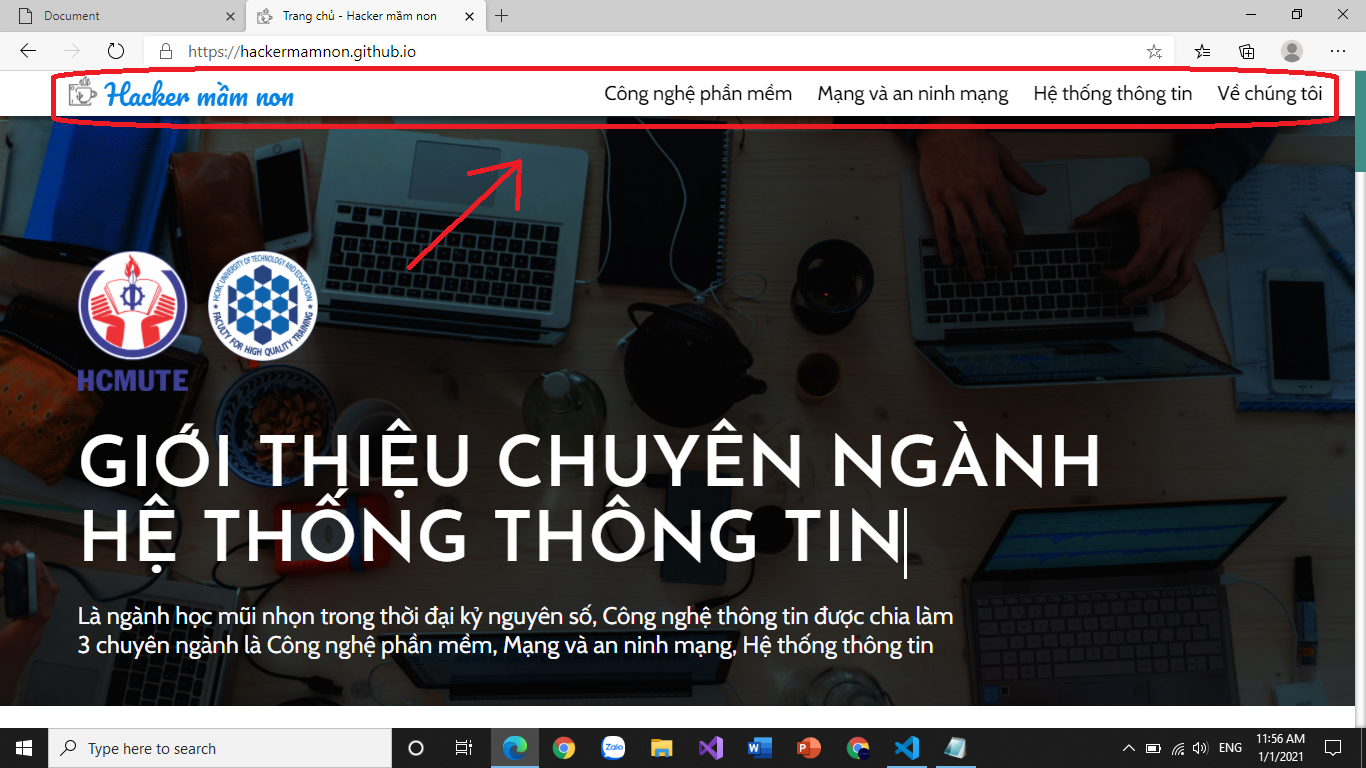 Document
Trang chủ - Hacker mầm non
https://hackermamnon.github.io
Hacker mầm non
Công nghệ phần mềm
Mạng và an ninh mạng
Hệ thống thông tin
Về chúng tôi
HCMUTE
HCMC UNIVERSITY OF TECHNOLOGY AND EDUCATION
FACULTY FOR HIGH QUALITY TRAINING
GIỚI THIỆU CHUYÊN NGÀNH
HỆ THỐNG THÔNG TIN
Là ngành học mũi nhọn trong thời đại kỷ nguyên số, Công nghệ thông tin được chia làm
3 chuyên ngành là Công nghệ phần mềm, Mạng và an ninh mạng, Hệ thống thông tin
Type here to search
Zalo
ENG
11:56 AM
1/1/2021